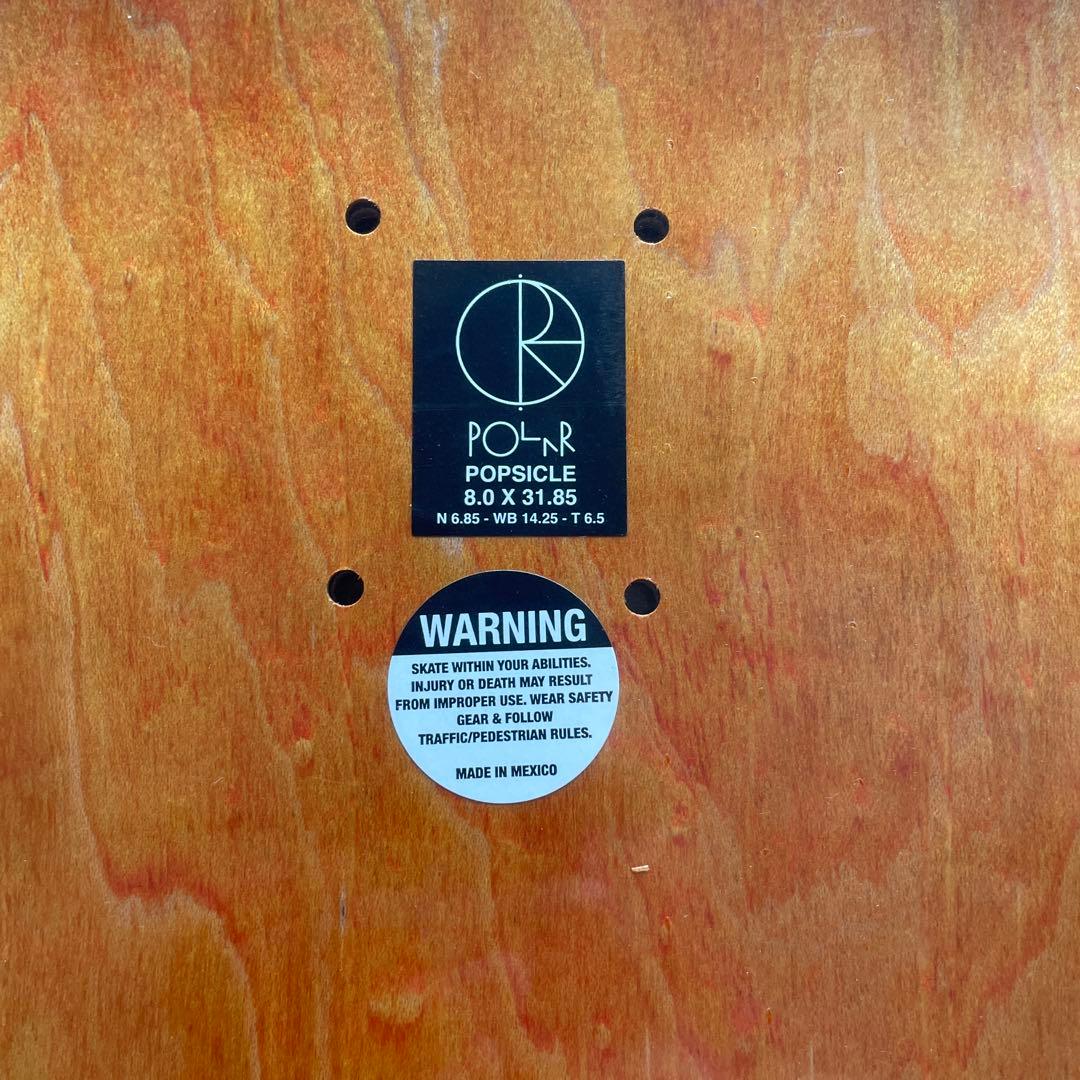 POLAR
POPSICLE
8.0 X 31.85
N 6.85 - WB 14.25 - T 6.5
WARNING
SKATE WITHIN YOUR ABILITIES.
INJURY OR DEATH MAY RESULT
FROM IMPROPER USE. WEAR SAFETY
GEAR & FOLLOW
TRAFFIC/PEDESTRIAN RULES.
MADE IN MEXICO